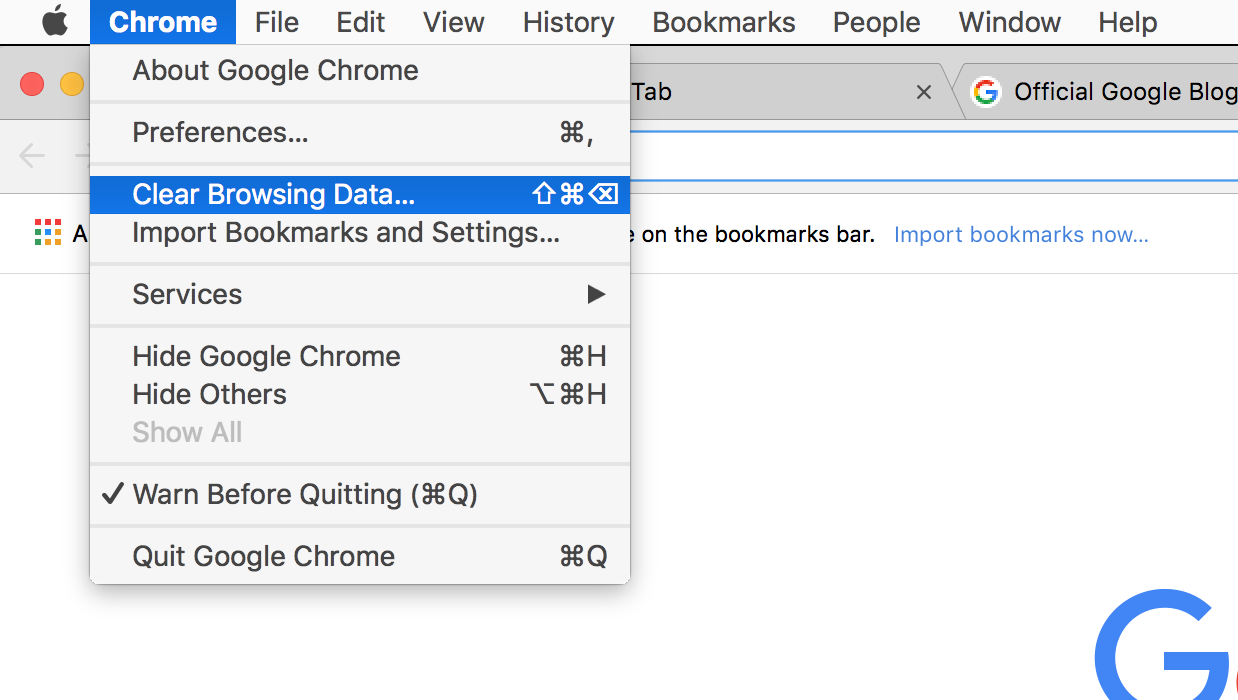 Chrome File Edit View History Bookmarks People Window Help
About Google Chrome
Preferences... ⌘,
Clear Browsing Data... ⇧⌘⌫
Import Bookmarks and Settings...
Services ▶
Hide Google Chrome ⌘H
Hide Others ⌥⌘H
Show All
✓ Warn Before Quitting (⌘Q)
Quit Google Chrome ⌘Q
Tab × Official Google Blog
on the bookmarks bar. Import bookmarks now...